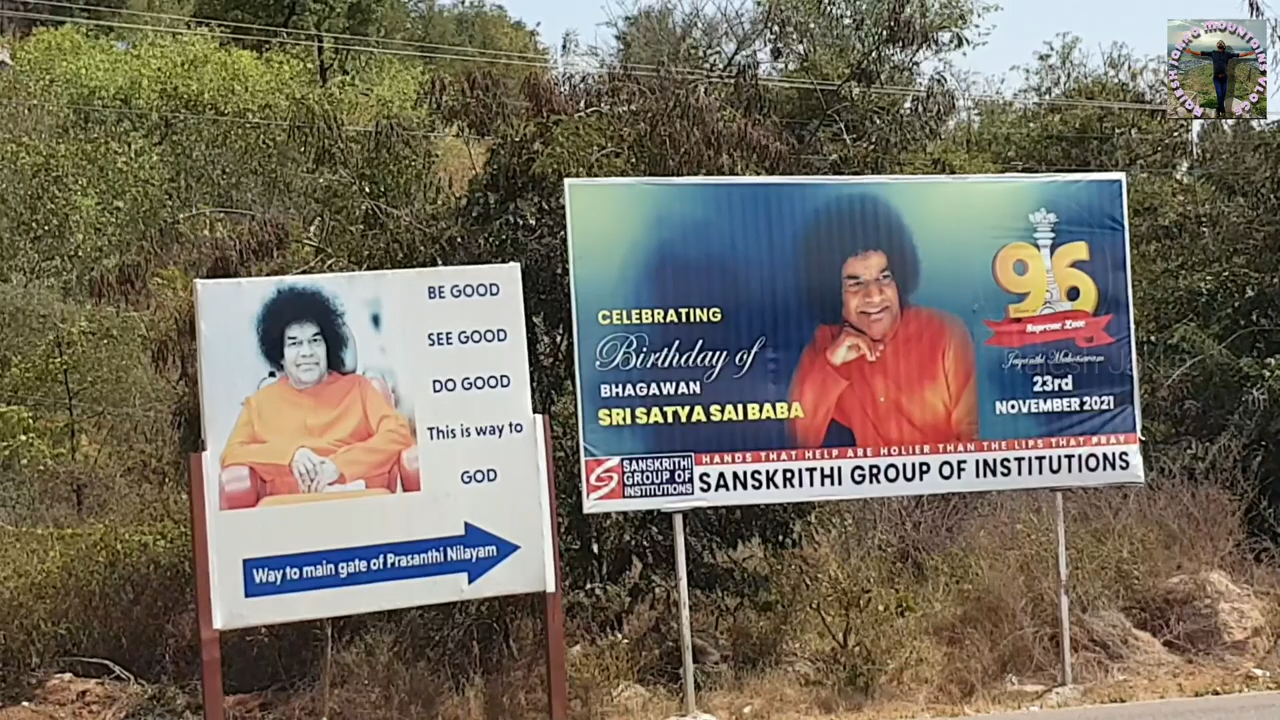 BE GOOD
SEE GOOD
DO GOOD
This is way to
GOD
Way to main gate of Prasanthi Nilayam
CELEBRATING
Birthday of
BHAGAWAN
SRI SATYA SAI BABA
96
Supreme Love
23rd
NOVEMBER 2021
HANDS THAT HELP ARE HOLIER THAN THE LIPS THAT PRAY
SANSKRITHI
GROUP OF
INSTITUTIONS
SANSKRITHI GROUP OF INSTITUTIONS